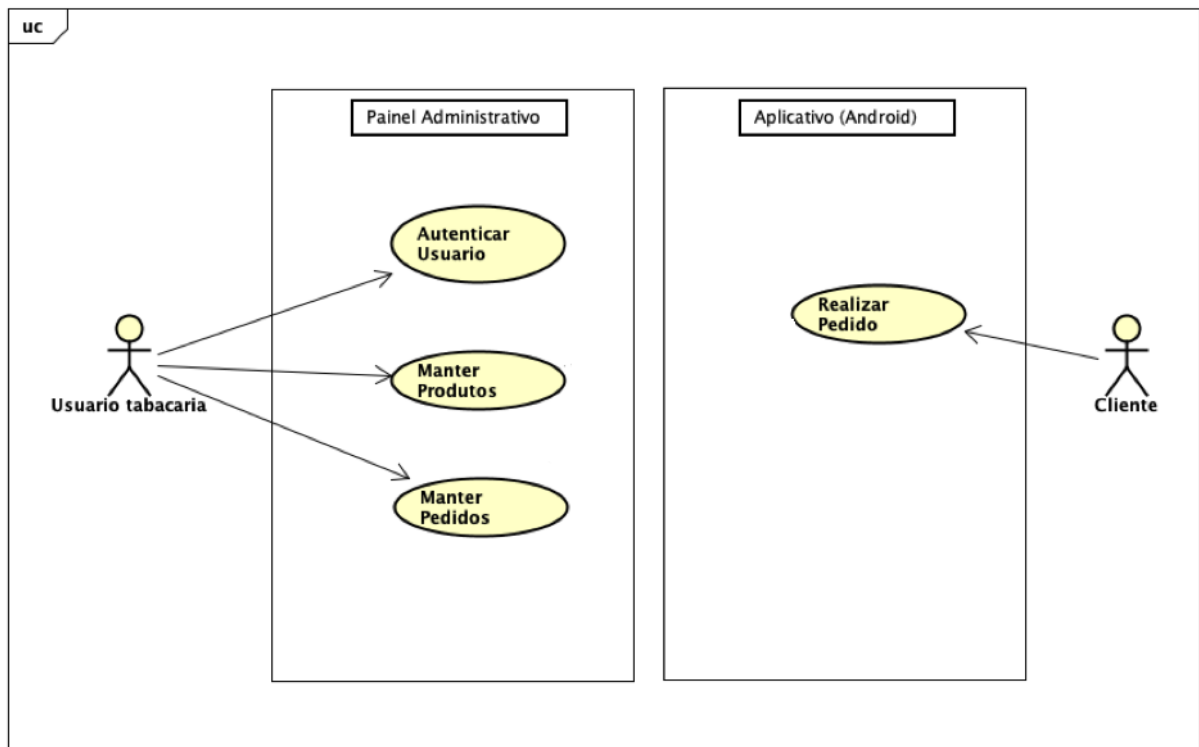 uc
Painel Administrativo
Aplicativo (Android)
Autenticar
Usuario
Realizar
Pedido
Usuario tabacaria
Manter
Produtos
Cliente
Manter
Pedidos